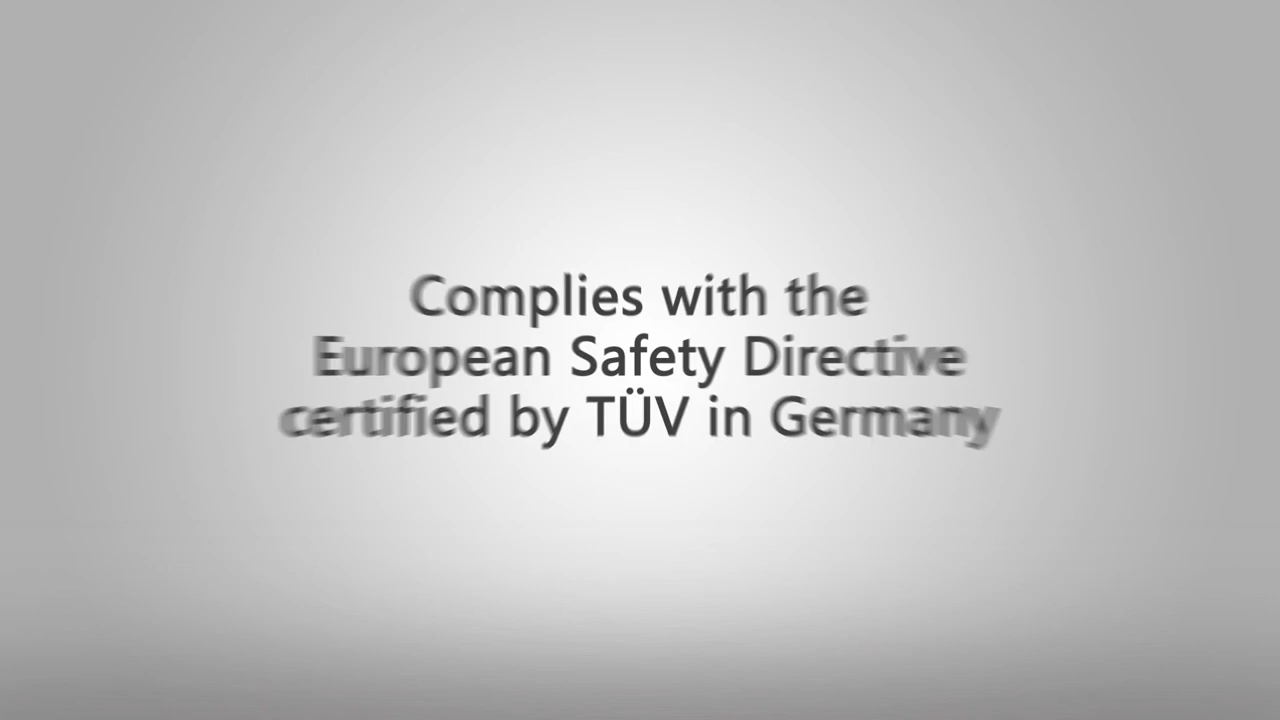 Complies with the
European Safety Directive
certified by TÜV in Germany